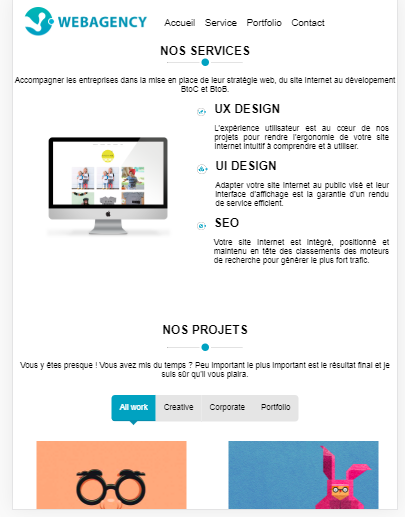 WEBAGENCY
Accueil Service Portfolio Contact
NOS SERVICES
Accompagner les entreprises dans la mise en place de leur stratégie web, du site Internet au dévelopement
BtoC et BtoB.
UX DESIGN
L'expérience utilisateur est au cœur de nos
projets pour rendre l'ergonomie de votre site
Internet intuitif à comprendre et à utiliser.
UI DESIGN
Adapter votre site Internet au public visé et leur
interface d'affichage est la garantie d'un rendu
de service efficient.
SEO
Votre site Internet est intégré, positionné et
maintenu en tête des classements des moteurs
de recherche pour générer le plus fort trafic.
NOS PROJETS
Vous y êtes presque ! Vous avez mis du temps ? Peu important le plus important est le résultat final et je
suis sûr qu'il vous plaira.
All work Creative Corporate Portfolio